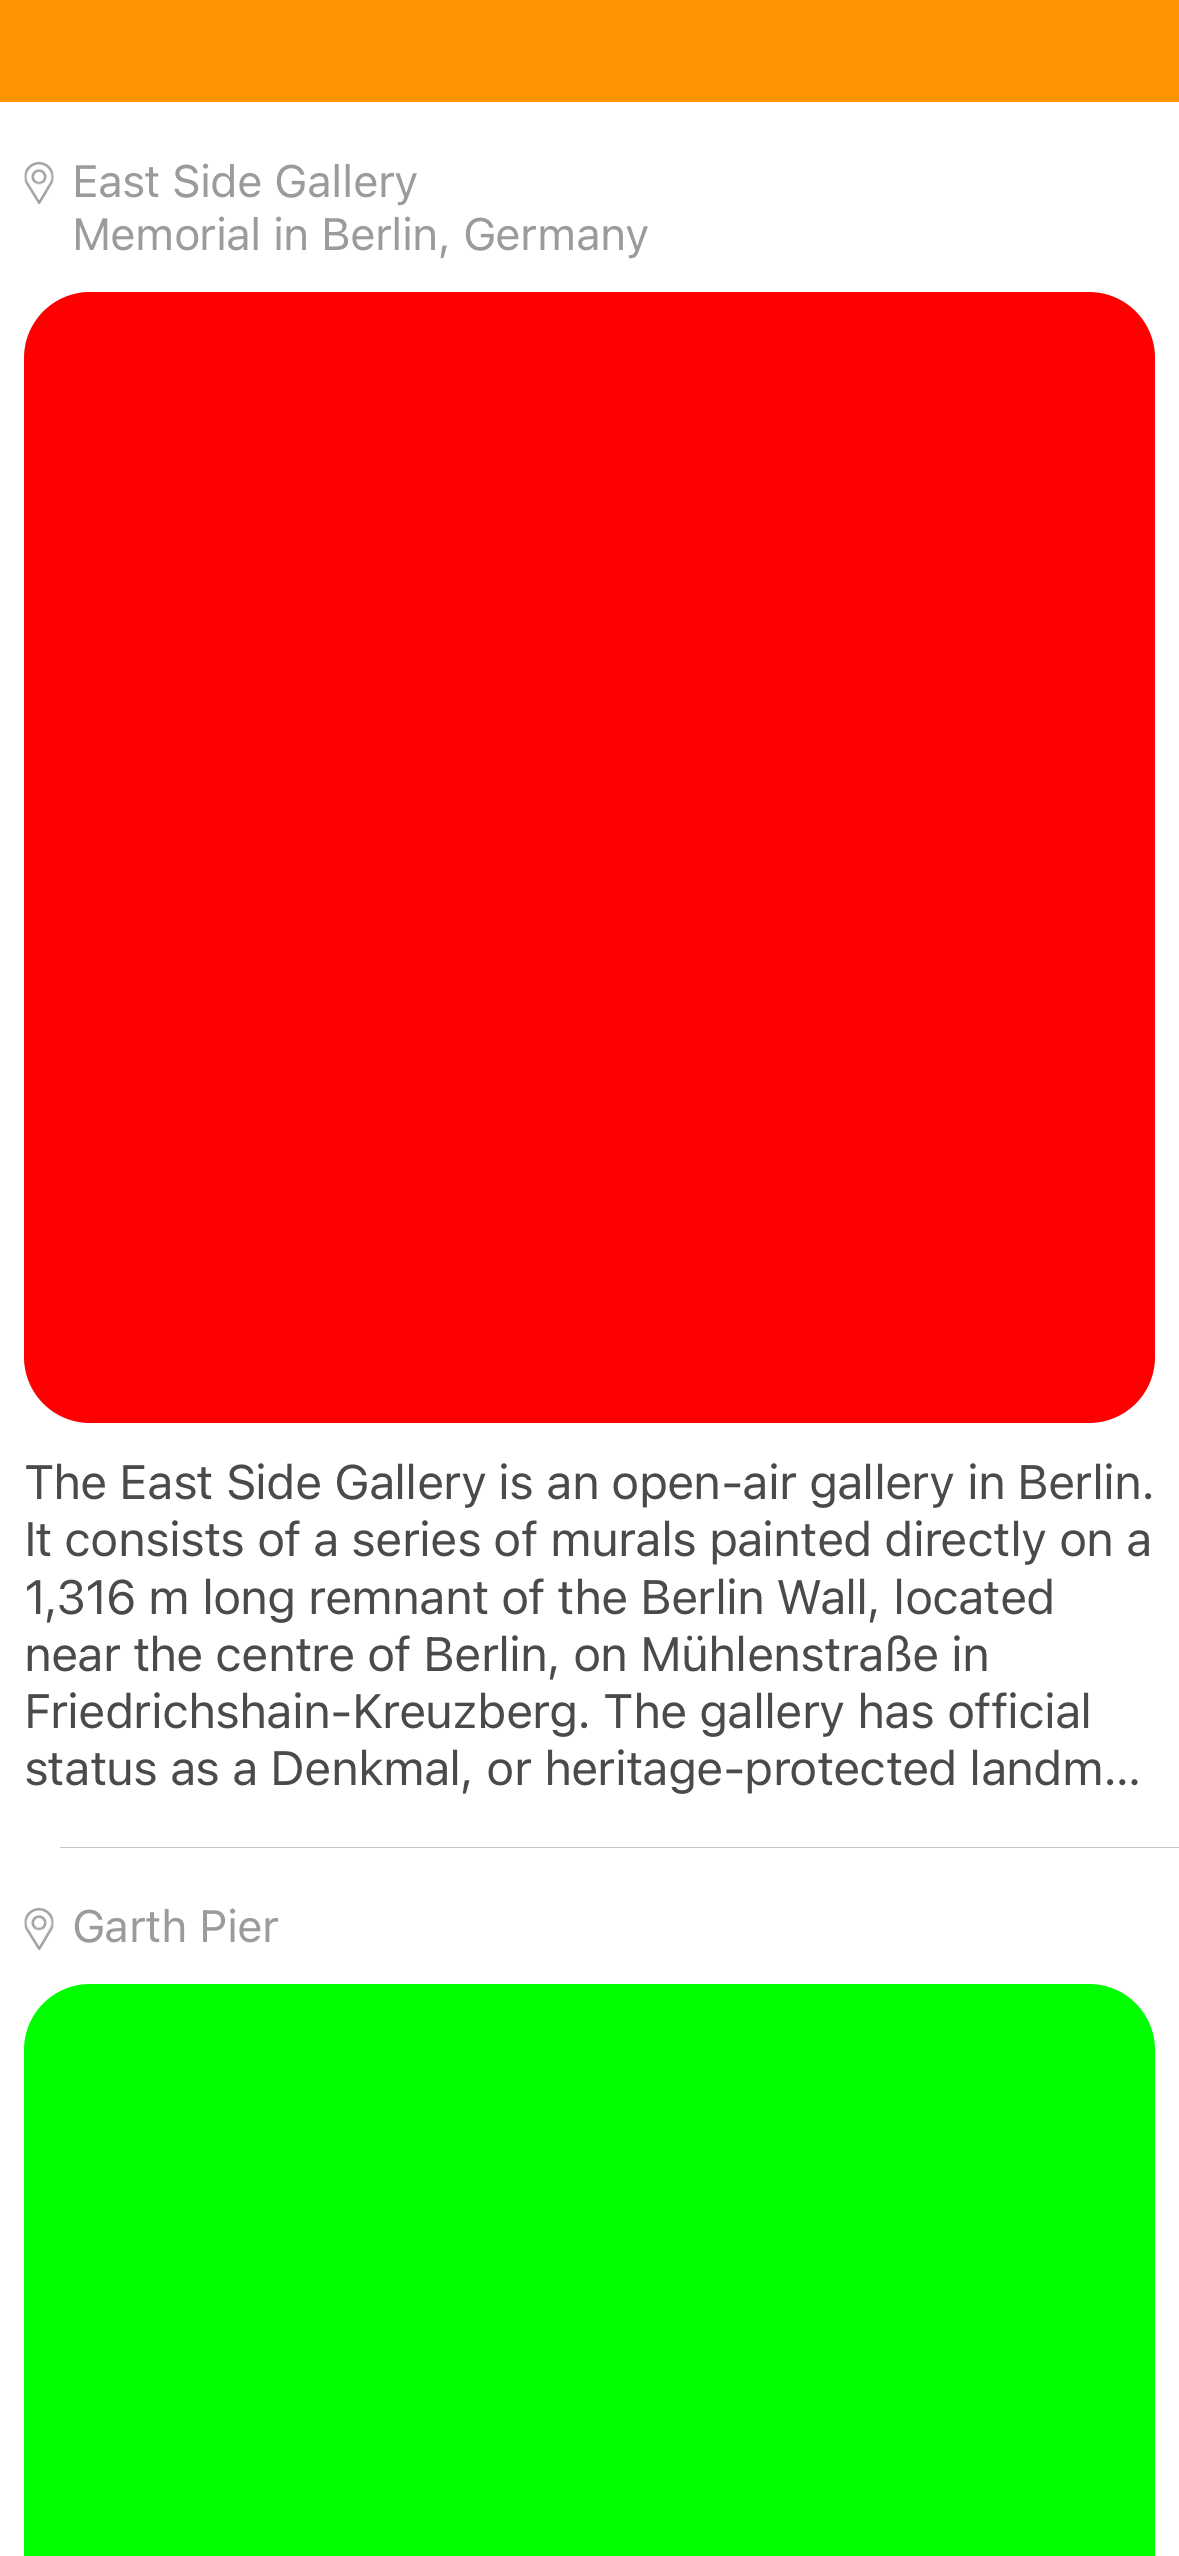 East Side Gallery
Memorial in Berlin, Germany
The East Side Gallery is an open-air gallery in Berlin.
It consists of a series of murals painted directly on a
1,316 m long remnant of the Berlin Wall, located
near the centre of Berlin, on Mühlenstraße in
Friedrichshain-Kreuzberg. The gallery has official
status as a Denkmal, or heritage-protected landm...
Garth Pier